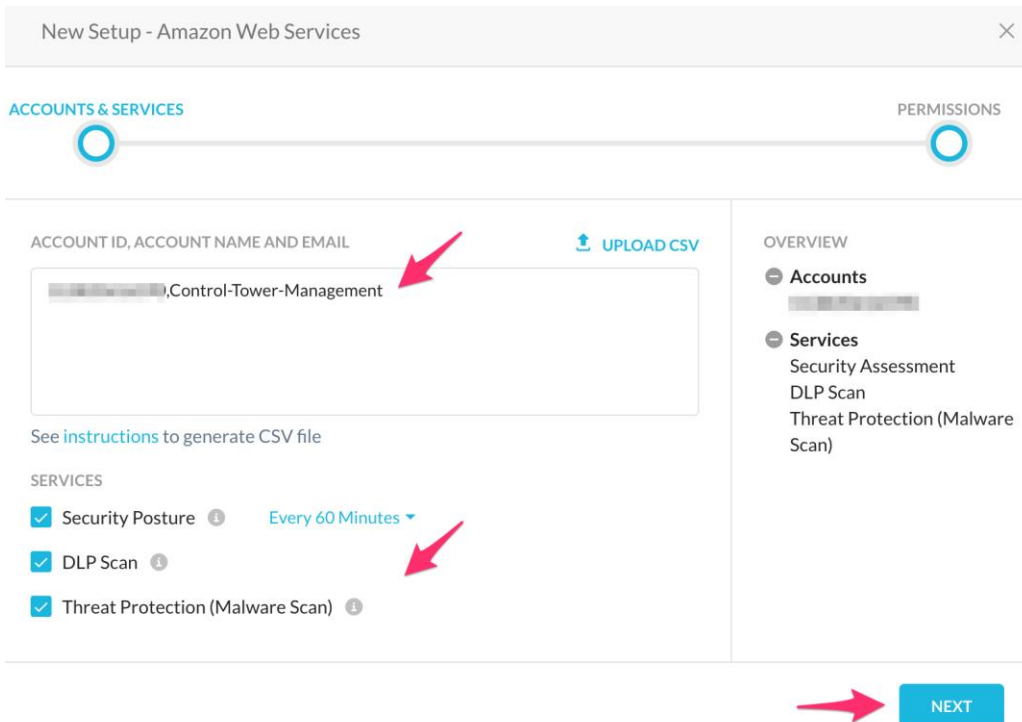 New Setup - Amazon Web Services
ACCOUNTS & SERVICES
PERMISSIONS
ACCOUNT ID, ACCOUNT NAME AND EMAIL
UPLOAD CSV
,Control-Tower-Management
See instructions to generate CSV file
SERVICES
Security Posture
Every 60 Minutes
DLP Scan
Threat Protection (Malware Scan)
OVERVIEW
Accounts
Services
Security Assessment
DLP Scan
Threat Protection (Malware
Scan)
NEXT